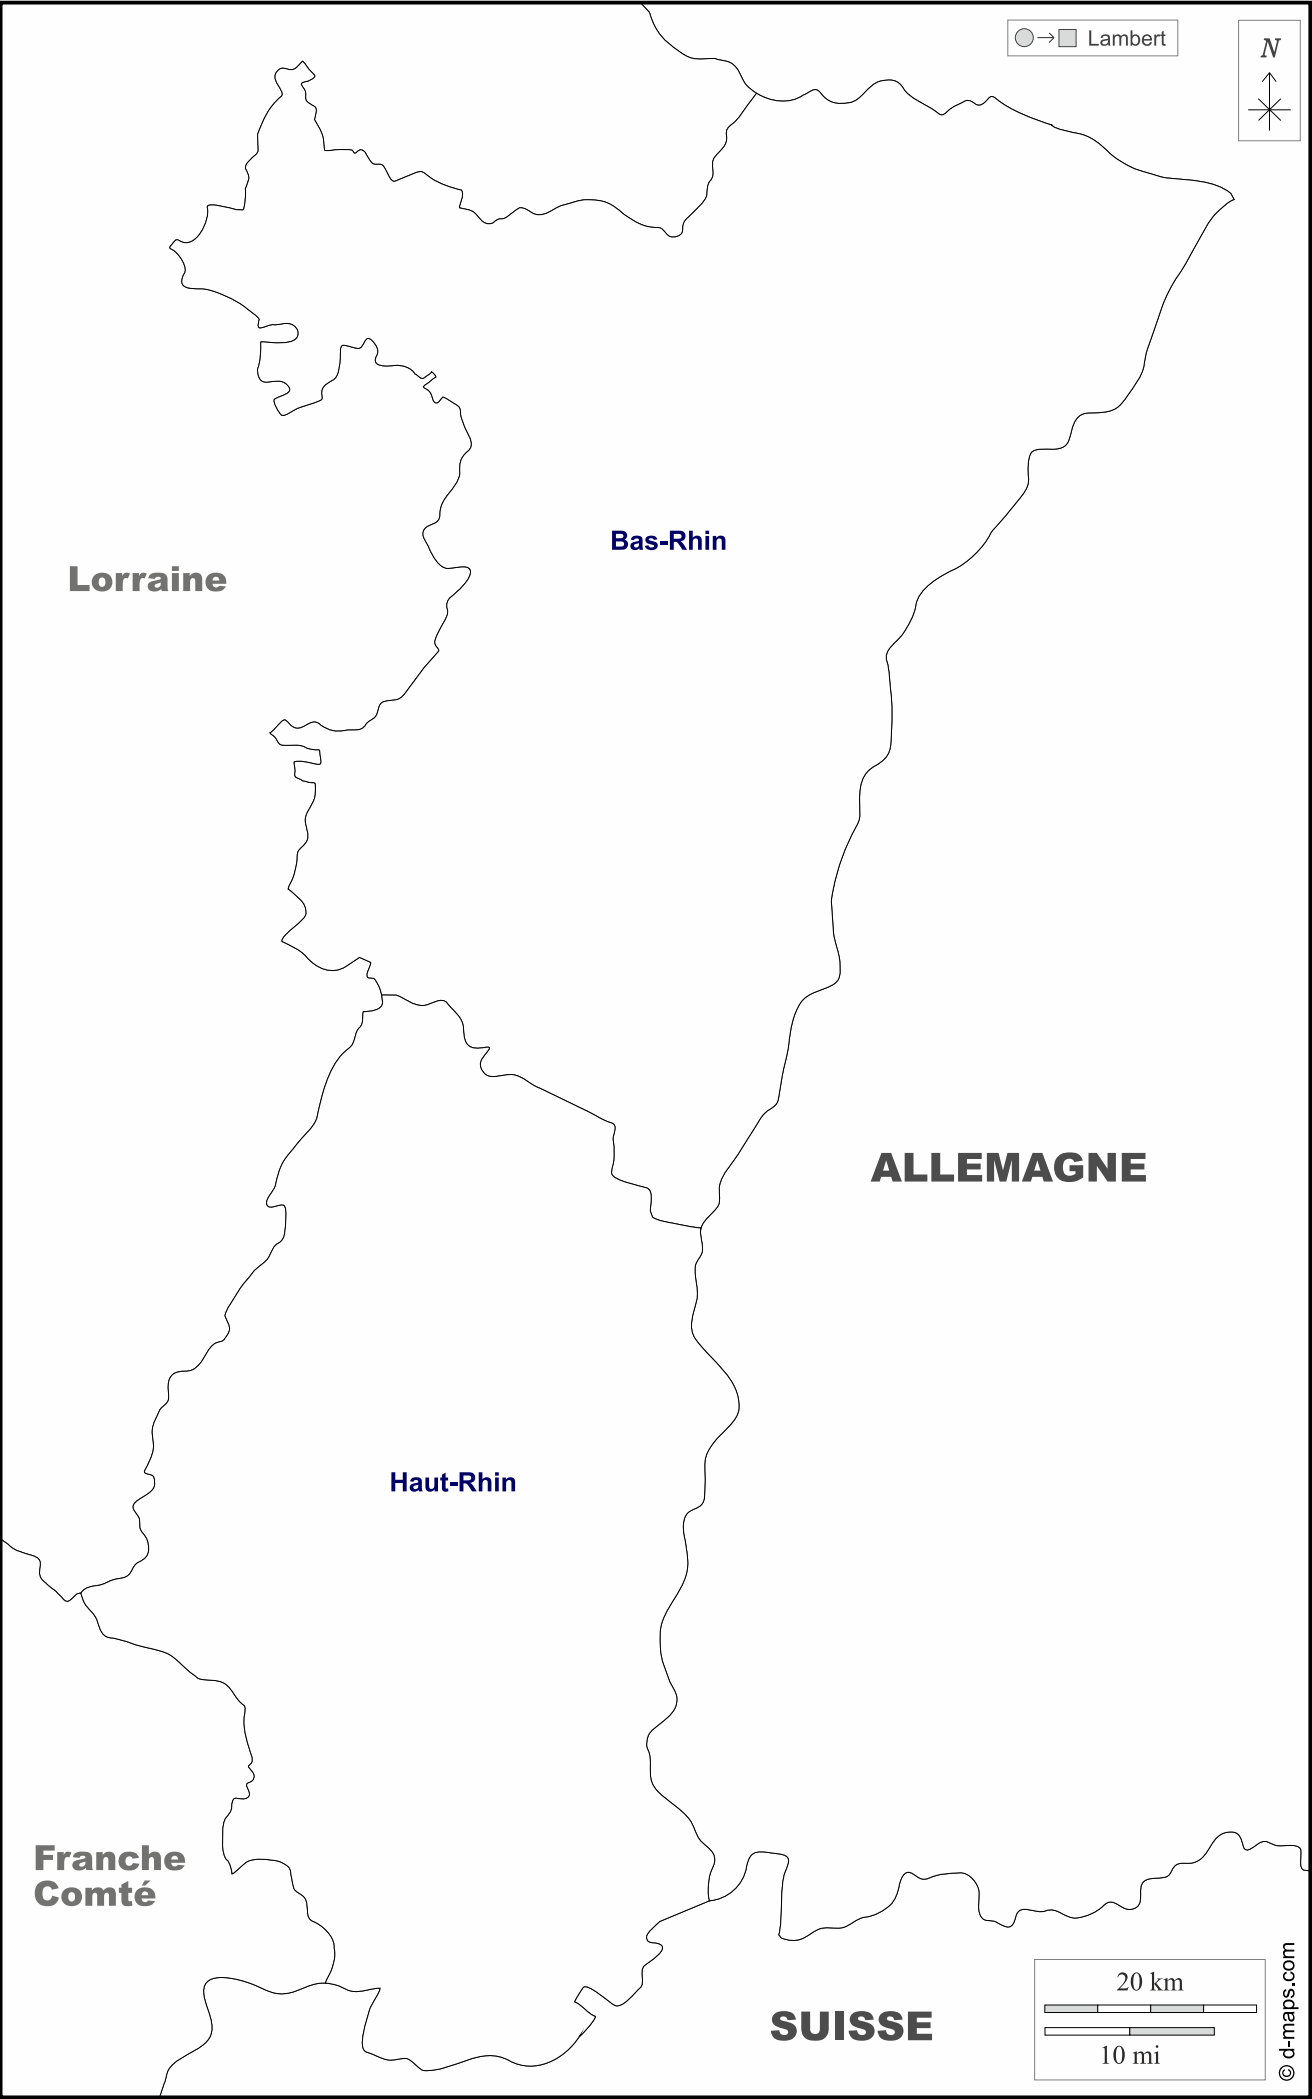 Lambert
N
Bas-Rhin
Lorraine
ALLEMAGNE
Haut-Rhin
Franche
Comté
SUISSE
20 km
10 mi
© d-maps.com